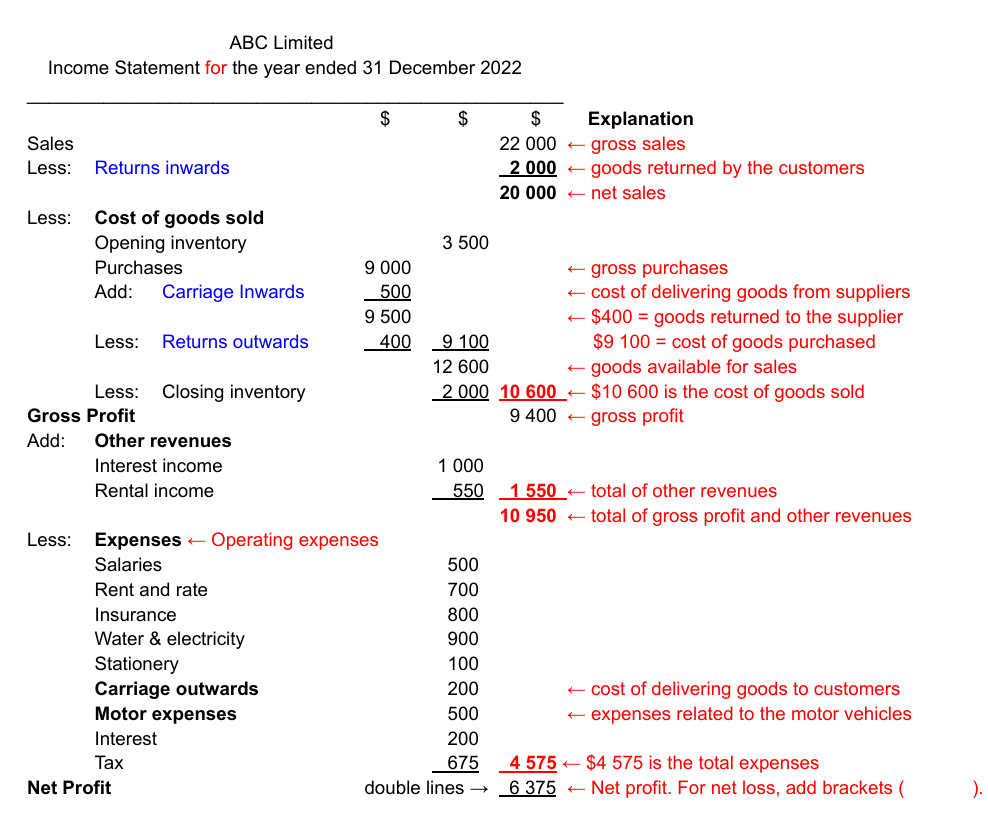 ABC Limited
Income Statement for the year ended 31 December 2022
$ $ $ Explanation
Sales 22 000 ← gross sales
Less: Returns inwards 2 000 ← goods returned by the customers
20 000 ← net sales
Less: Cost of goods sold
Opening inventory 3 500
Purchases 9 000 ← gross purchases
Add: Carriage Inwards 500 ← cost of delivering goods from suppliers
9 500 ← $400 = goods returned to the supplier
Less: Returns outwards 400 9 100 $9 100 = cost of goods purchased
12 600 ← goods available for sales
Less: Closing inventory 2 000 10 600 ← $10 600 is the cost of goods sold
Gross Profit 9 400 ← gross profit
Add: Other revenues
Interest income 1 000
Rental income 550 1 550 ← total of other revenues
10 950 ← total of gross profit and other revenues
Less: Expenses ← Operating expenses
Salaries 500
Rent and rate 700
Insurance 800
Water & electricity 900
Stationery 100
Carriage outwards 200 ← cost of delivering goods to customers
Motor expenses 500 ← expenses related to the motor vehicles
Interest 200
Tax 675 4 575 ← $4 575 is the total expenses
Net Profit double lines → 6 375 ← Net profit. For net loss, add brackets ( ).